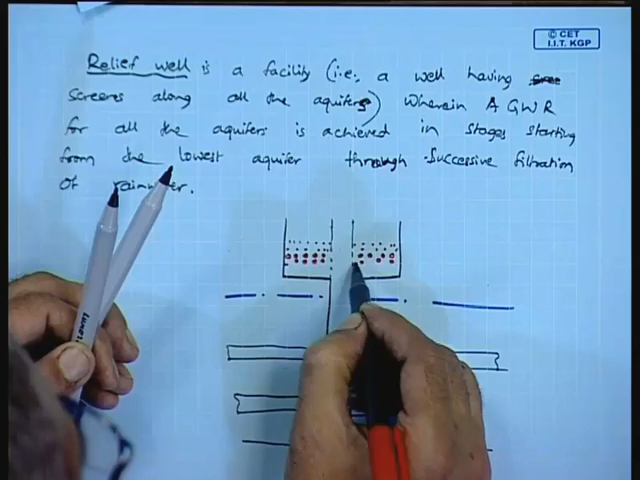 © CET
I.I.T. KGP
Relief well is a facility (i.e., a well having
screens along all the aquifers) wherein AGWR
for all the aquifers is achieved in stages starting
from the lowest aquifer through successive filtration
of rainwater.